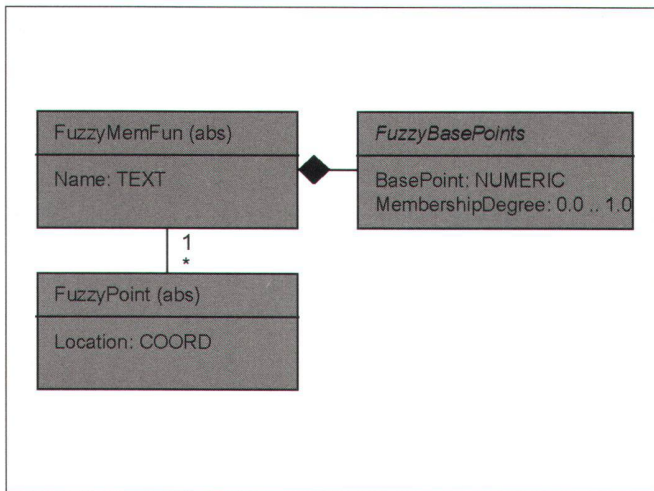 FuzzyMemFun (abs)
Name: TEXT
FuzzyBasePoints
BasePoint: NUMERIC
MembershipDegree: 0.0 .. 1.0
1
*
FuzzyPoint (abs)
Location: COORD